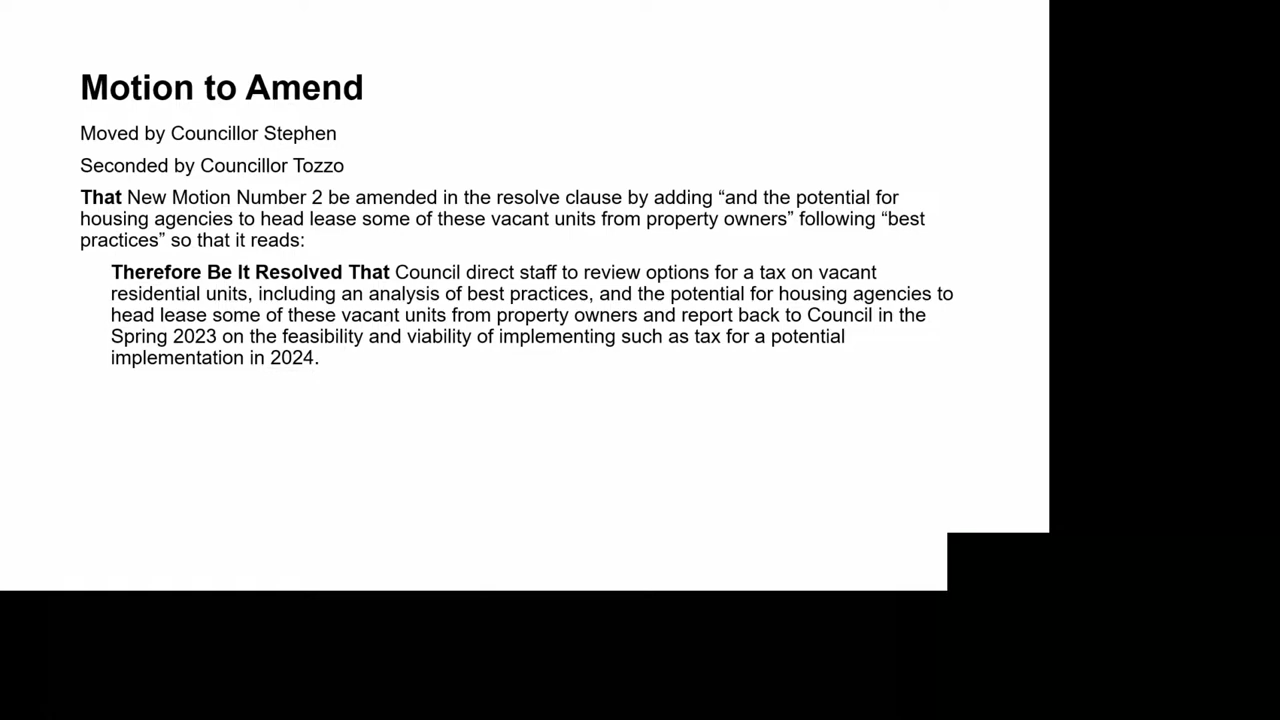 Motion to Amend
Moved by Councillor Stephen
Seconded by Councillor Tozzo
That New Motion Number 2 be amended in the resolve clause by adding “and the potential for
housing agencies to head lease some of these vacant units from property owners” following “best
practices” so that it reads:
Therefore Be It Resolved That Council direct staff to review options for a tax on vacant
residential units, including an analysis of best practices, and the potential for housing agencies to
head lease some of these vacant units from property owners and report back to Council in the
Spring 2023 on the feasibility and viability of implementing such as tax for a potential
implementation in 2024.